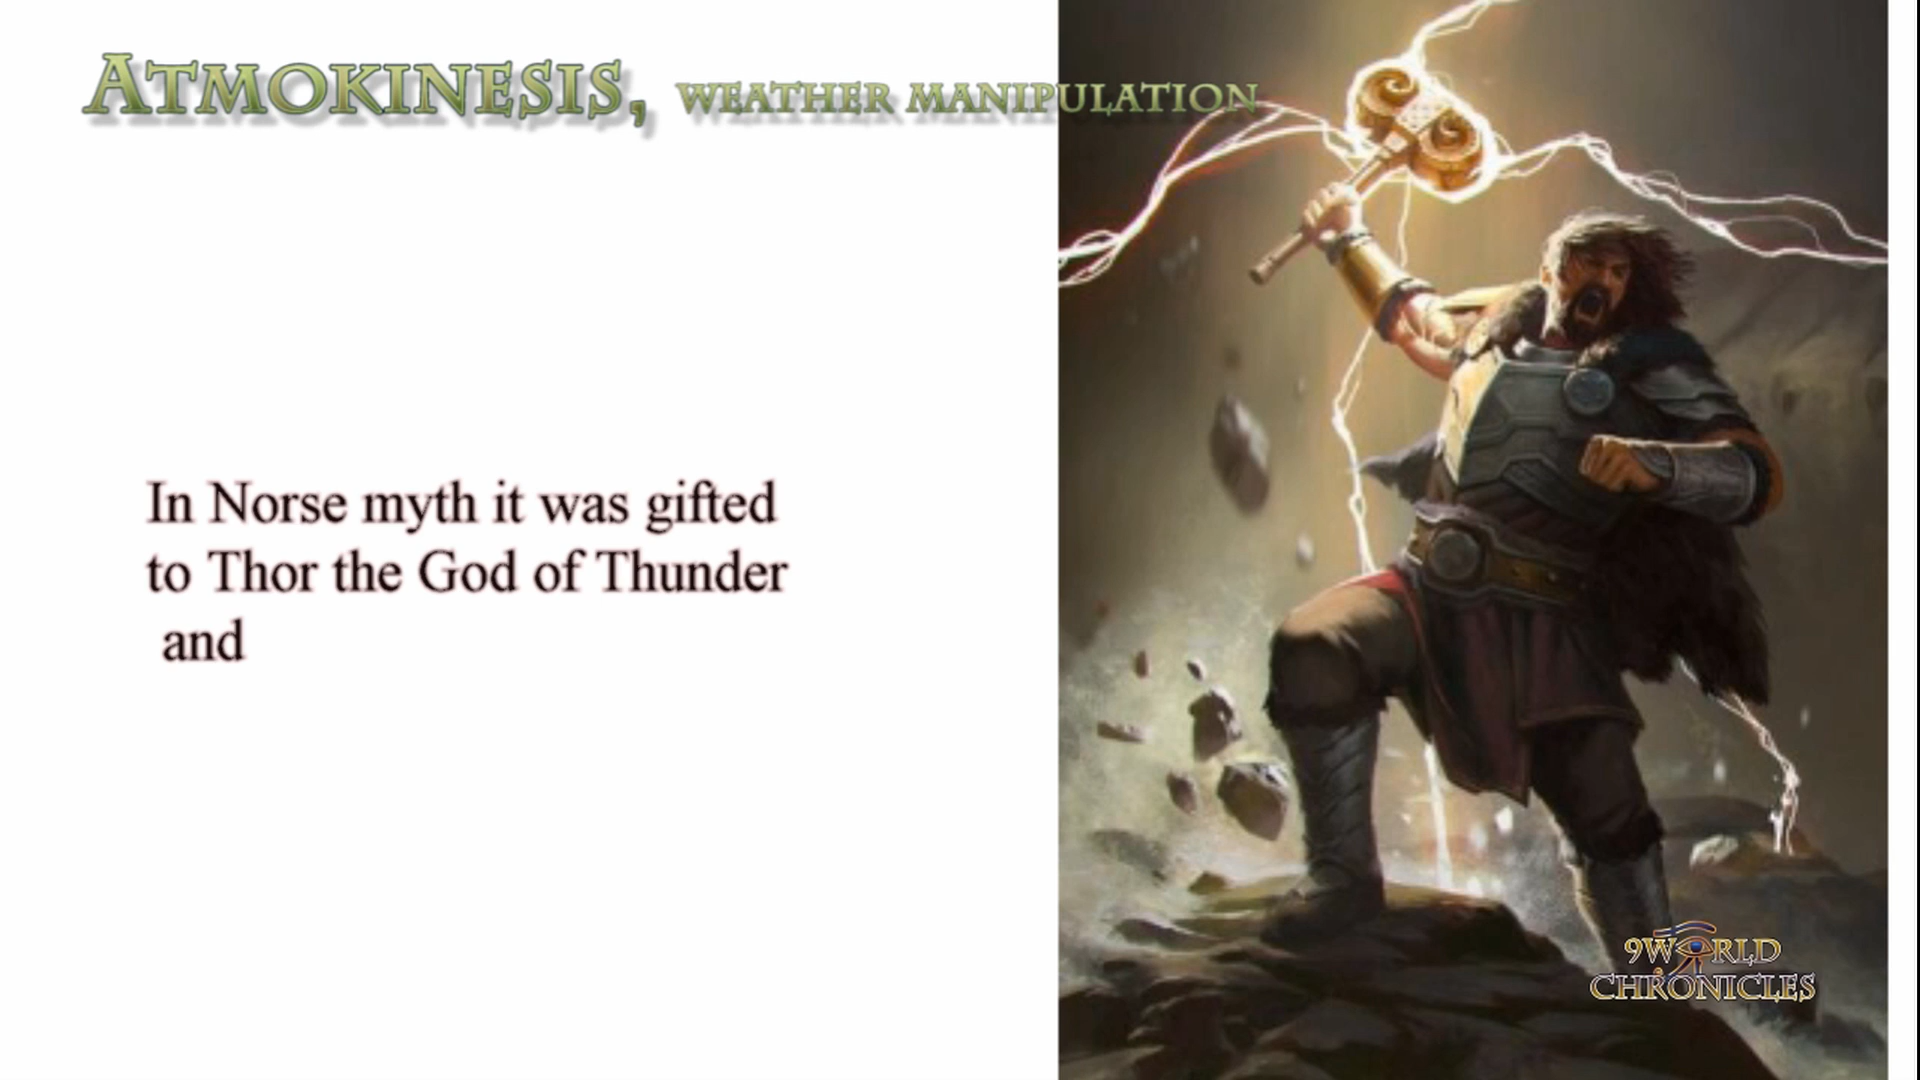 ATMOKINESIS, WEATHER MANIPULATION
In Norse myth it was gifted
to Thor the God of Thunder
and
9WORLD
CHRONICLES